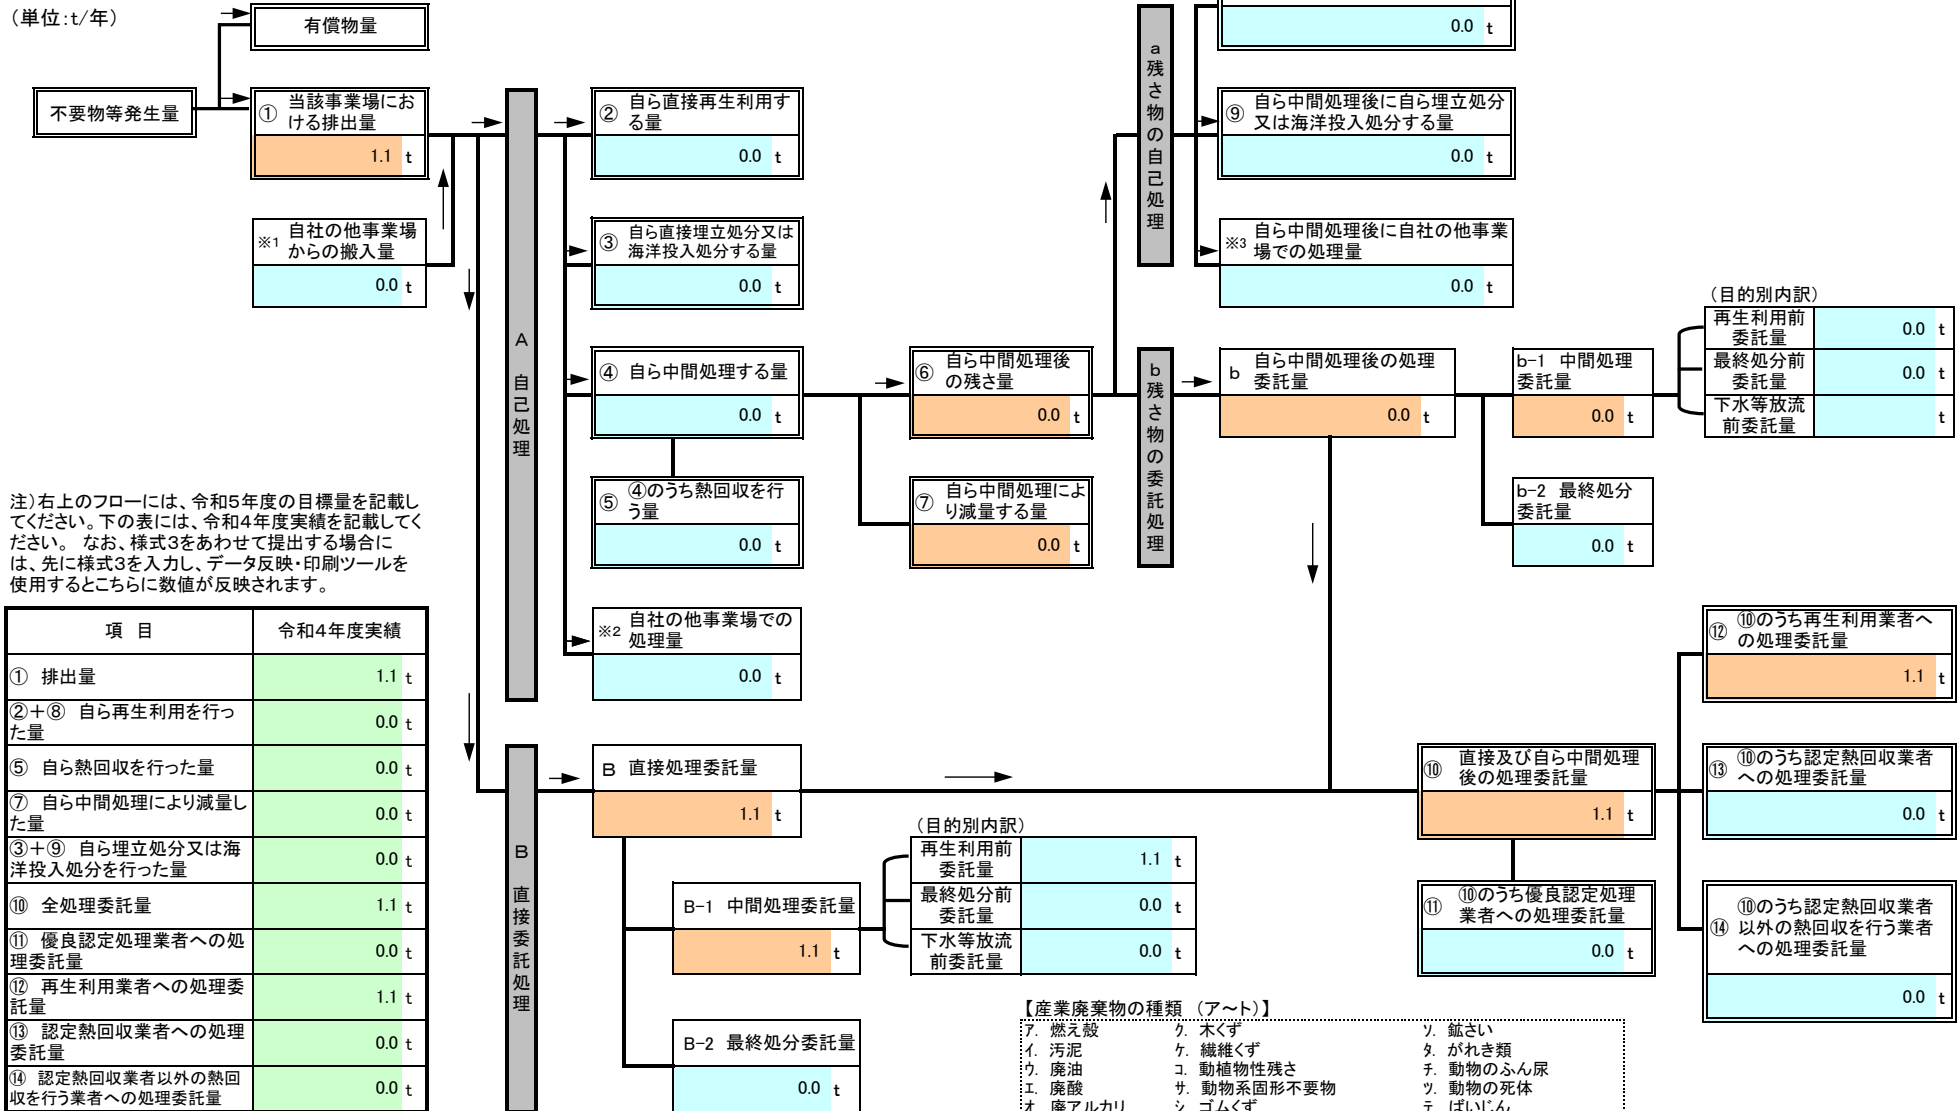 （単位：t/年）
有償物量
不要物等発生量
① 当該事業場にお
ける排出量
1.1 t
※1 自社の他事業場
からの搬入量
0.0 t
A 自己処理
② 自ら直接再生利用す
る量
0.0 t
③ 自ら直接埋立処分又は
海洋投入処分する量
0.0 t
④ 自ら中間処理する量
0.0 t
⑤ ④のうち熱回収を行
う量
0.0 t
※2 自社の他事業場での
処理量
0.0 t
⑥ 自ら中間処理後
の残さ量
0.0 t
⑦ 自ら中間処理によ
り減量する量
0.0 t
a 残さ物の自己処理
0.0 t
⑨ 自ら中間処理後に自ら埋立処分
又は海洋投入処分する量
0.0 t
※3 自ら中間処理後に自社の他事業
場での処理量
0.0 t
b 残さ物の委託処理
b 自ら中間処理後の処理
委託量
0.0 t
b-1 中間処理
委託量
0.0 t
b-2 最終処分
委託量
0.0 t
（目的別内訳）
再生利用前
委託量 0.0 t
最終処分前
委託量 0.0 t
下水等放流
前委託量 t
注）右上のフローには、令和５年度の目標量を記載し
てください。下の表には、令和４年度実績を記載してく
ださい。 なお、様式３をあわせて提出する場合に
は、先に様式３を入力し、データ反映・印刷ツールを
使用するとこちらに数値が反映されます。
項 目 令和４年度実績
① 排出量 1.1 t
②＋⑧ 自ら再生利用を行っ
た量 0.0 t
⑤ 自ら熱回収を行った量 0.0 t
⑦ 自ら中間処理により減量し
た量 0.0 t
③＋⑨ 自ら埋立処分又は海
洋投入処分を行った量 0.0 t
⑩ 全処理委託量 1.1 t
⑪ 優良認定処理業者への処
理委託量 0.0 t
⑫ 再生利用業者への処理委
託量 1.1 t
⑬ 認定熱回収業者への処理
委託量 0.0 t
⑭ 認定熱回収業者以外の熱回
収を行う業者への処理委託量 0.0 t
B 直接委託処理
B 直接処理委託量
1.1 t
B-1 中間処理委託量
1.1 t
B-2 最終処分委託量
0.0 t
（目的別内訳）
再生利用前
委託量 1.1 t
最終処分前
委託量 0.0 t
下水等放流
前委託量 0.0 t
⑩ 直接及び自ら中間処理
後の処理委託量
1.1 t
⑪ ⑩のうち優良認定処理
業者への処理委託量
0.0 t
⑫ ⑩のうち再生利用業者へ
の処理委託量
1.1 t
⑬ ⑩のうち認定熱回収業者
への処理委託量
0.0 t
⑭ ⑩のうち認定熱回収業者
以外の熱回収を行う業者
への処理委託量
0.0 t
【産業廃棄物の種類 （ア～ト）】
ア. 燃え殻 ク. 木くず ソ. 鉱さい
イ. 汚泥 ケ. 繊維くず タ. がれき類
ウ. 廃油 コ. 動植物性残さ チ. 動物のふん尿
エ. 廃酸 サ. 動物系固形不要物 ツ. 動物の死体
オ. 廃アルカリ シ. ゴムくず テ. ばいじん